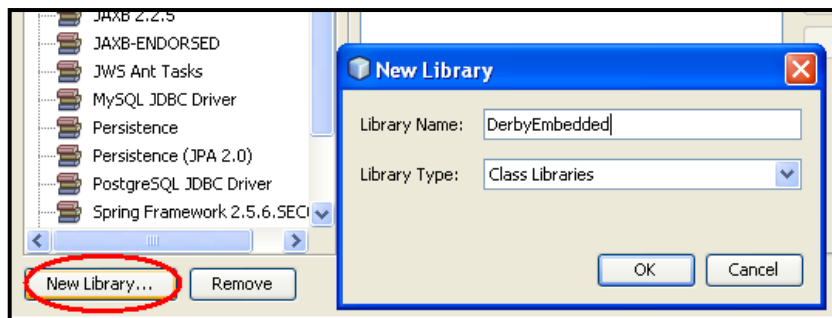 JAXB 2.2.5
JAXB-ENDORSED
JWS Ant Tasks
MySQL JDBC Driver
Persistence
Persistence (JPA 2.0)
PostgreSQL JDBC Driver
Spring Framework 2.5.6.SEC
New Library...
Remove
New Library
Library Name:
DerbyEmbedded
Library Type:
Class Libraries
OK
Cancel